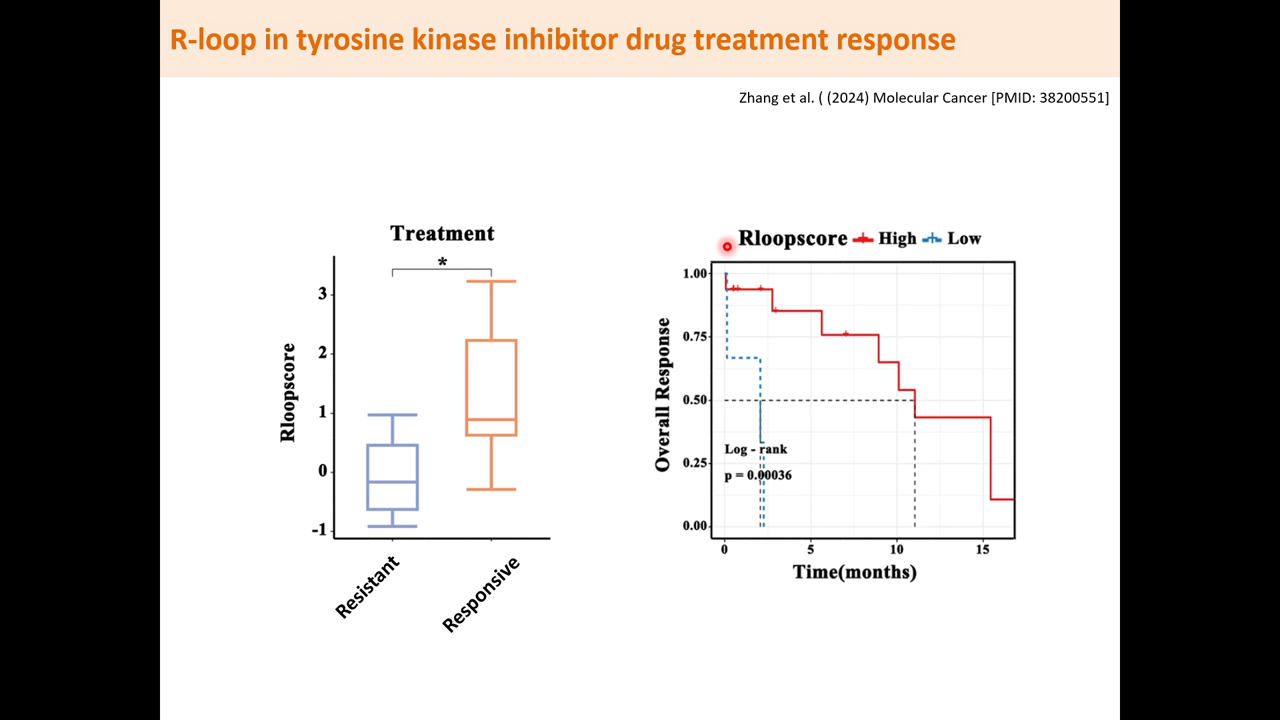 R-loop in tyrosine kinase inhibitor drug treatment response
Zhang et al. ( (2024) Molecular Cancer [PMID: 38200551]
Treatment
*
3
2
1
0
-1
Rloopscore
Resistant
Responsive
Rloopscore High Low
1.00
0.75
0.50
0.25
0.00
Overall Response
Log - rank
p = 0.00036
0 5 10 15
Time(months)